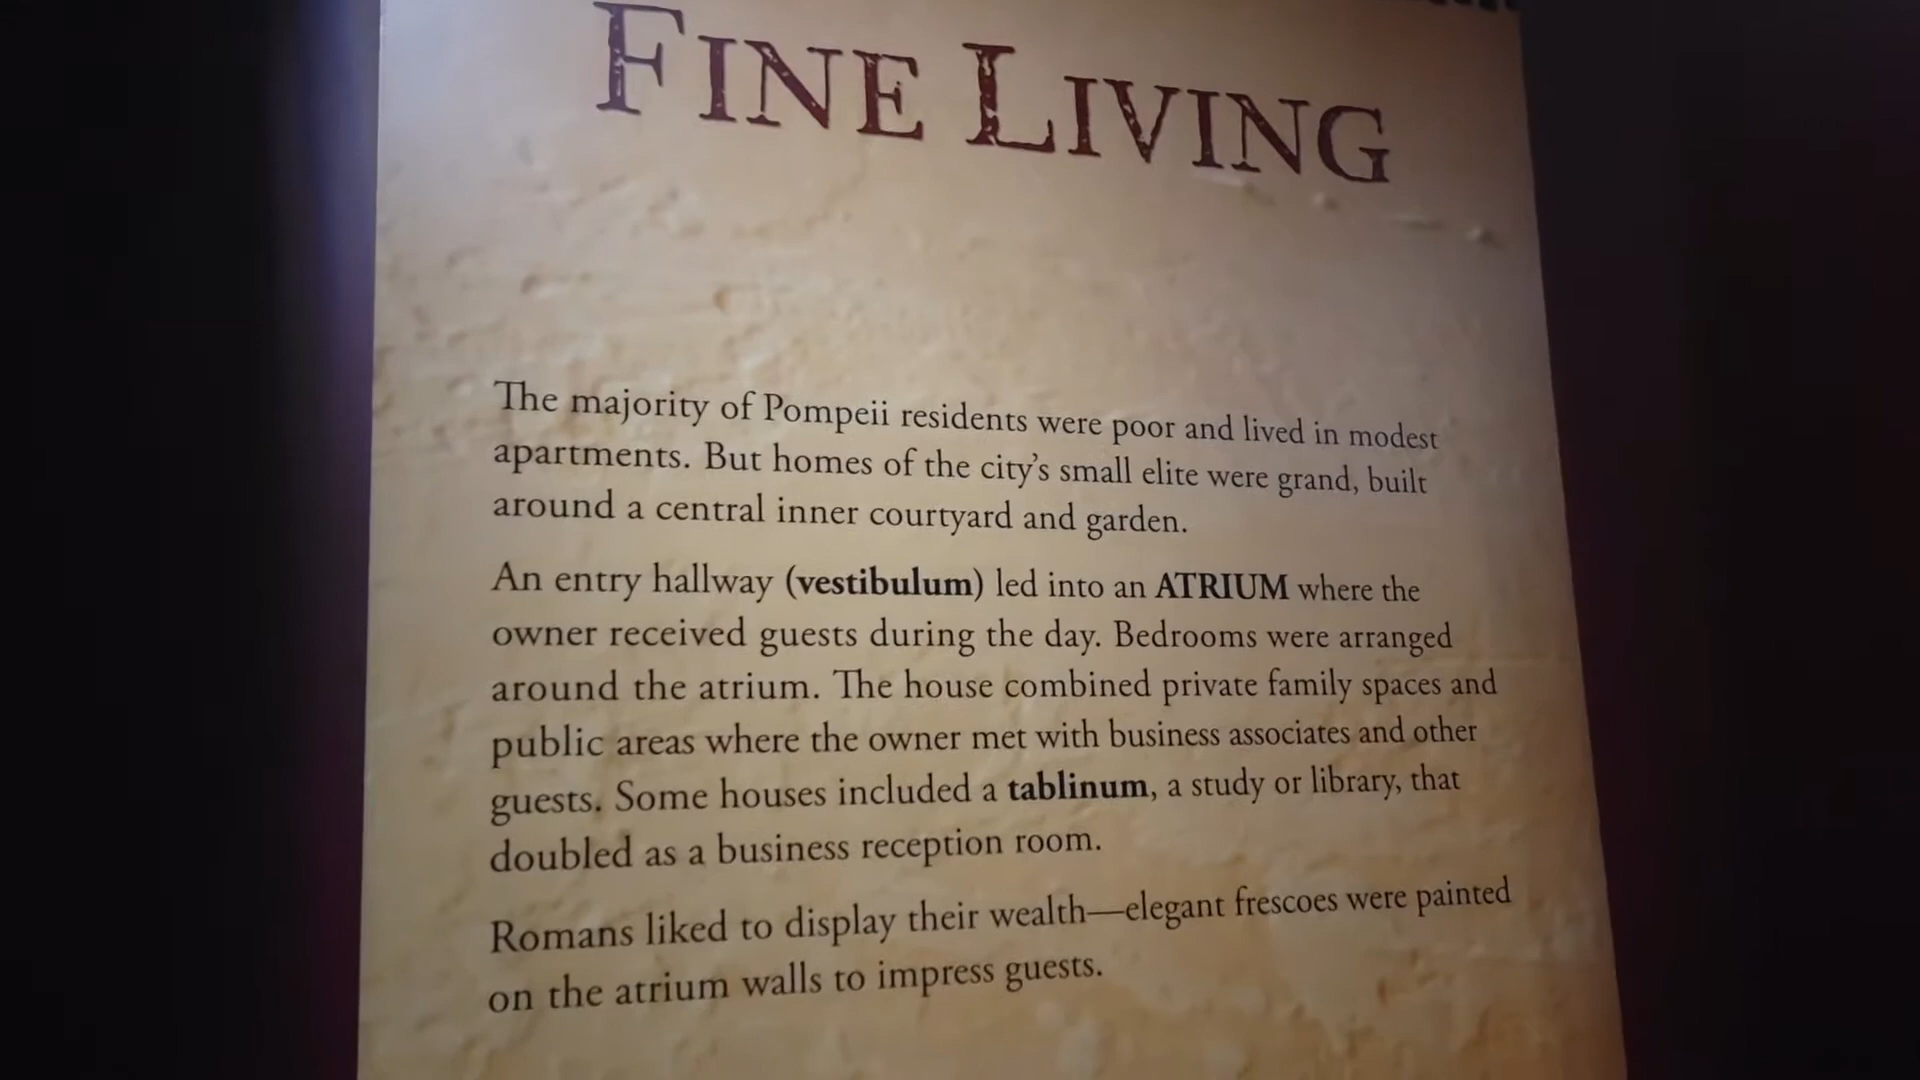 FINE LIVING
The majority of Pompeii residents were poor and lived in modest
apartments. But homes of the city's small elite were grand, built
around a central inner courtyard and garden.
An entry hallway (vestibulum) led into an ATRIUM where the
owner received guests during the day. Bedrooms were arranged
around the atrium. The house combined private family spaces and
public areas where the owner met with business associates and other
guests. Some houses included a tablinum, a study or library, that
doubled as a business reception room.
Romans liked to display their wealth—elegant frescoes were painted
on the atrium walls to impress guests.